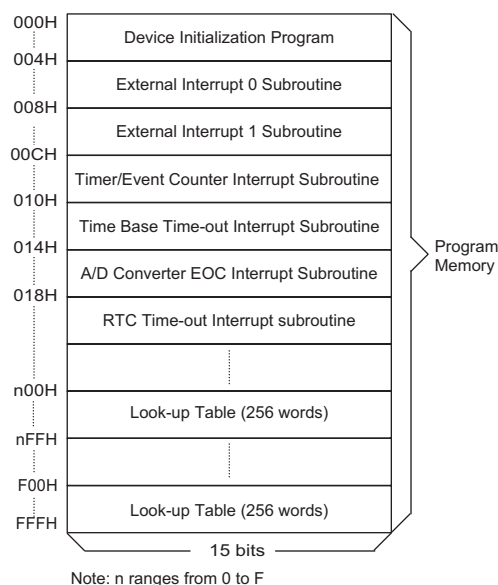 000H
Device Initialization Program
004H
External Interrupt 0 Subroutine
008H
External Interrupt 1 Subroutine
00CH
Timer/Event Counter Interrupt Subroutine
010H
Time Base Time-out Interrupt Subroutine
014H
A/D Converter EOC Interrupt Subroutine
018H
RTC Time-out Interrupt subroutine
Program
Memory
n00H
Look-up Table (256 words)
nFFH
F00H
Look-up Table (256 words)
FFFH
15 bits
Note: n ranges from 0 to F